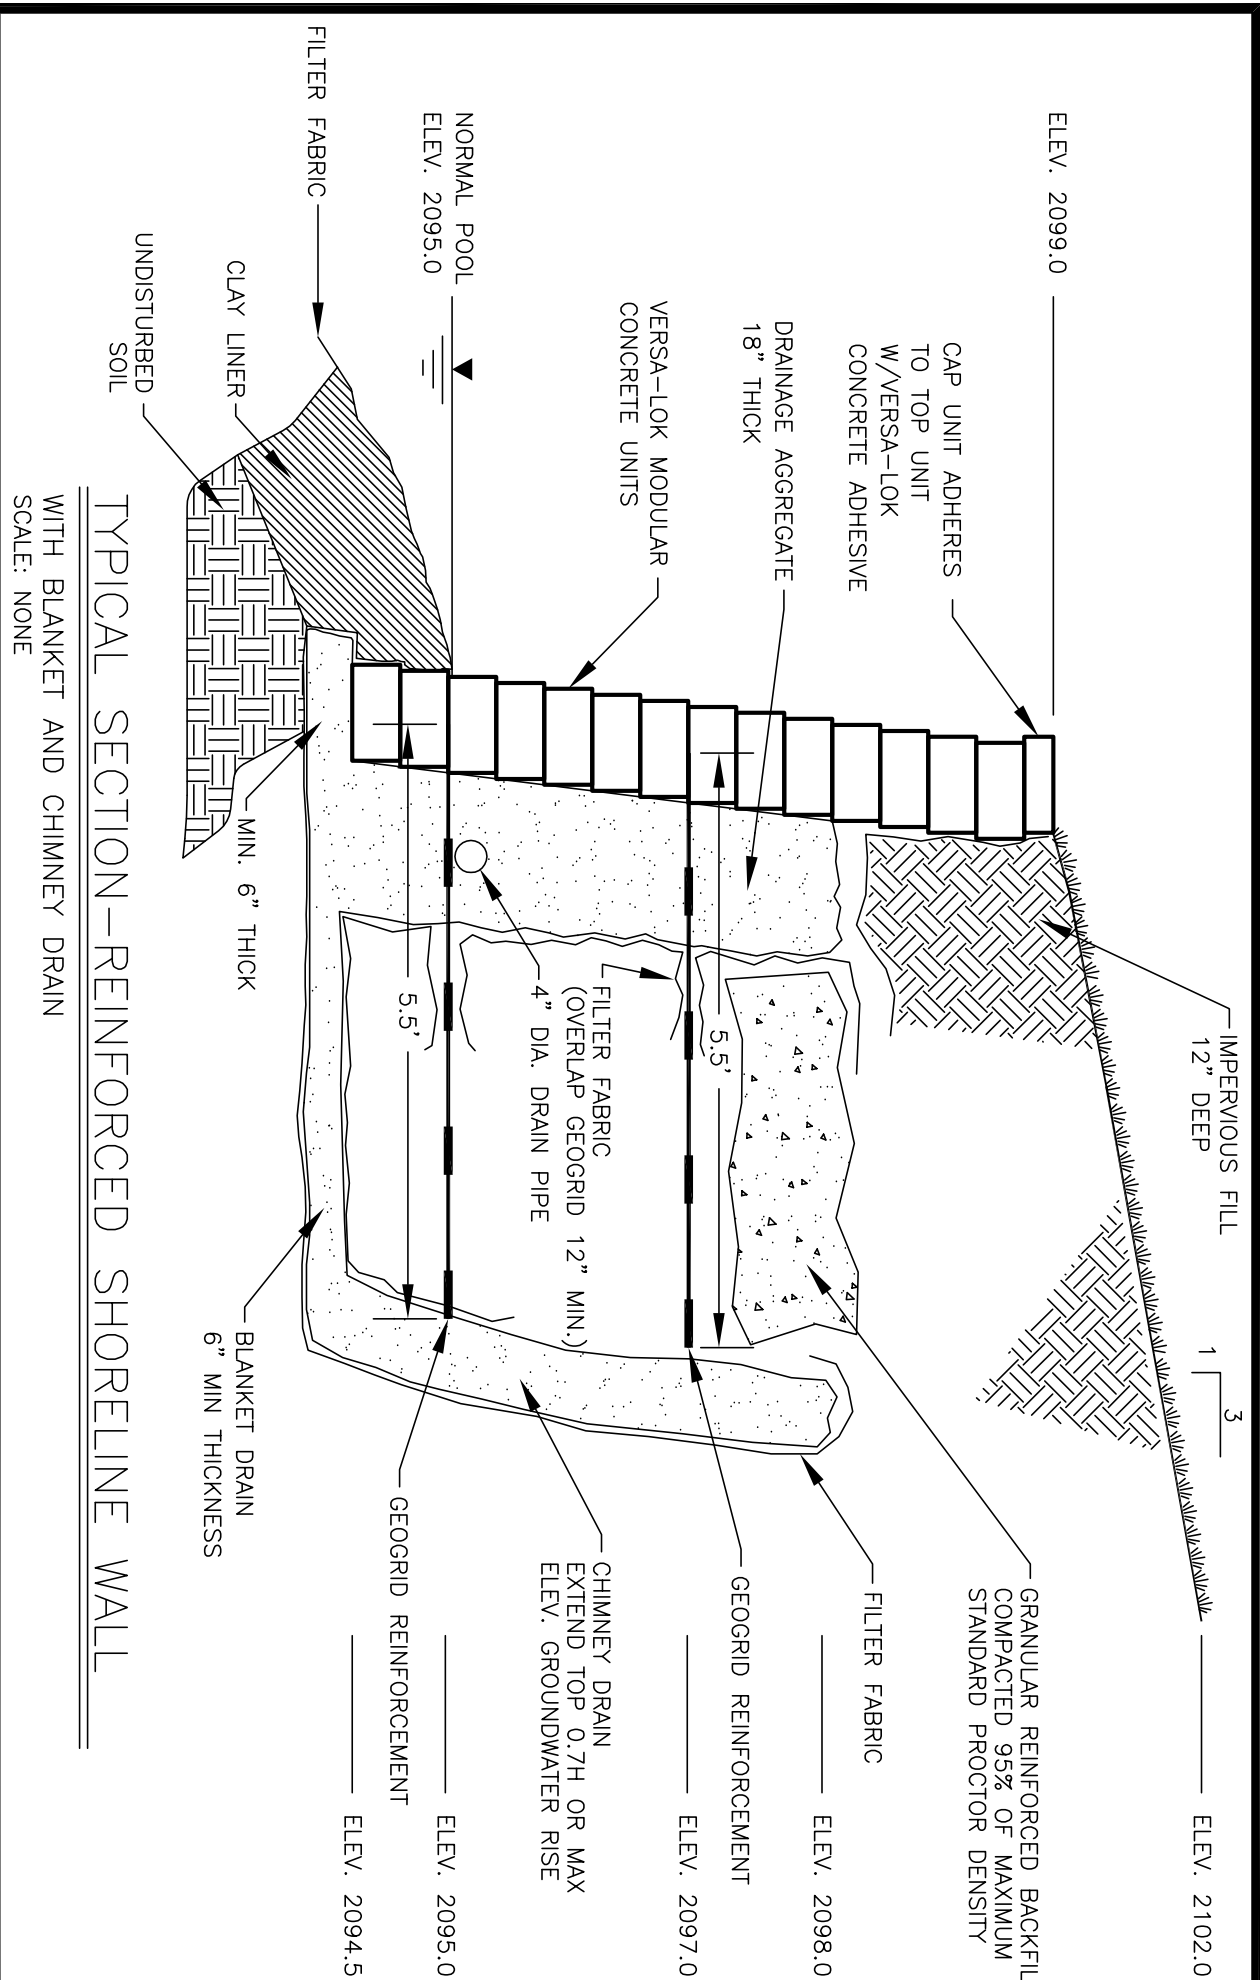 ELEV. 2099.0
CAP UNIT ADHERES
TO TOP UNIT
W/VERSA-LOK
CONCRETE ADHESIVE
DRAINAGE AGGREGATE
18" THICK
VERSA-LOK MODULAR
CONCRETE UNITS
NORMAL POOL
ELEV. 2095.0
FILTER FABRIC
CLAY LINER
UNDISTURBED
SOIL
IMPERVIOUS FILL
12" DEEP
1
3
5.5'
FILTER FABRIC
(OVERLAP GEOGRID 12" MIN.)
4" DIA. DRAIN PIPE
5.5'
MIN. 6" THICK
BLANKET DRAIN
6" MIN THICKNESS
ELEV. 2102.0
GRANULAR REINFORCED BACKFIL
COMPACTED 95% OF MAXIMUM
STANDARD PROCTOR DENSITY
FILTER FABRIC
ELEV. 2098.0
GEOGRID REINFORCEMENT
ELEV. 2097.0
CHIMNEY DRAIN
EXTEND TOP 0.7H OR MAX
ELEV. GROUNDWATER RISE
ELEV. 2095.0
GEOGRID REINFORCEMENT
ELEV. 2094.5
TYPICAL SECTION-REINFORCED SHORELINE WALL
WITH BLANKET AND CHIMNEY DRAIN
SCALE: NONE